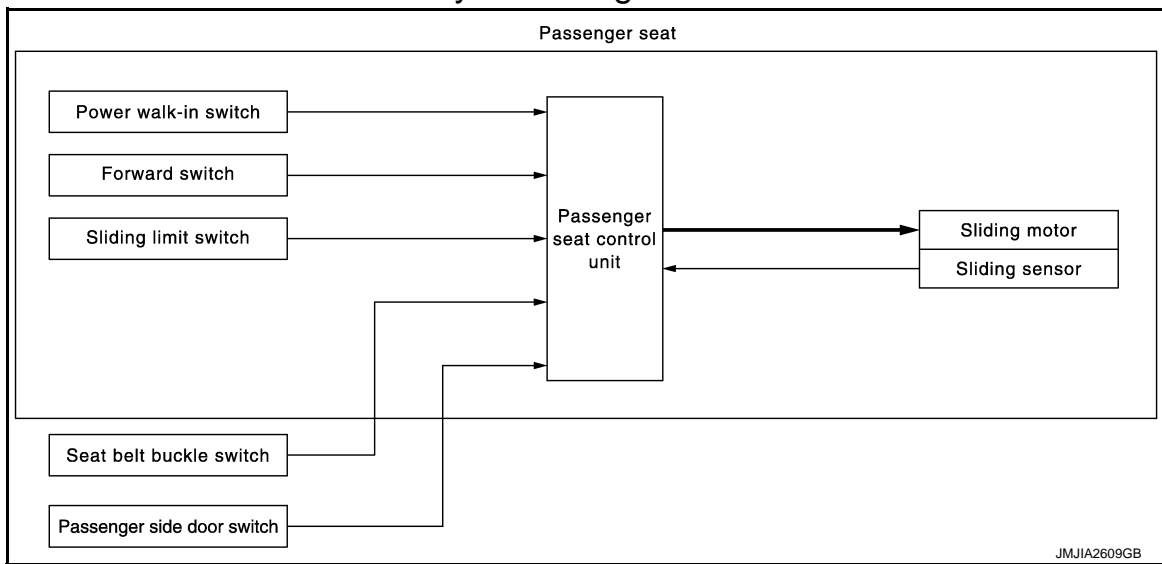 Passenger seat
Power walk-in switch
Forward switch
Sliding limit switch
Passenger
seat control
unit
Sliding motor
Sliding sensor
Seat belt buckle switch
Passenger side door switch
JMJIA2609GB